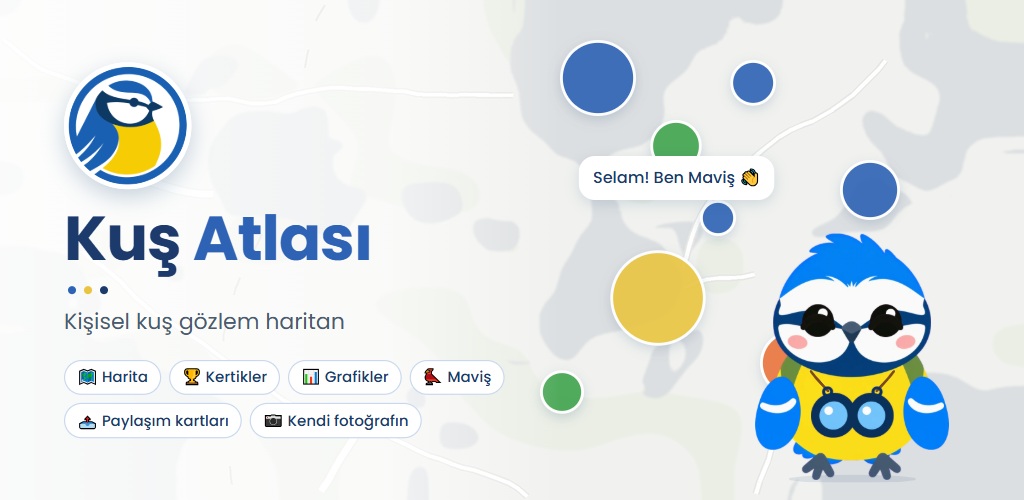 Kuş Atlası
Kişisel kuş gözlem haritan
Harita
Kertikler
Grafikler
Maviş
Paylaşım kartları
Kendi fotoğrafın
Selam! Ben Maviş 👏